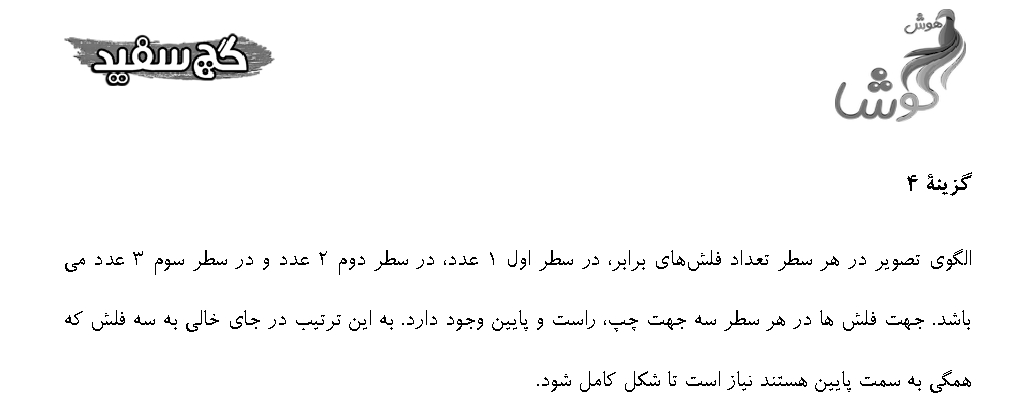 هوش گوشا
گچ سفید
گزینهٔ ۴
الگوی تصویر در هر سطر تعداد فلش‌های برابر، در سطر اول ۱ عدد، در سطر دوم ۲ عدد و در سطر سوم ۳ عدد می
باشد. جهت فلش ها در هر سطر سه جهت چپ، راست و پایین وجود دارد. به این ترتیب در جای خالی به سه فلش که
همگی به سمت پایین هستند نیاز است تا شکل کامل شود.